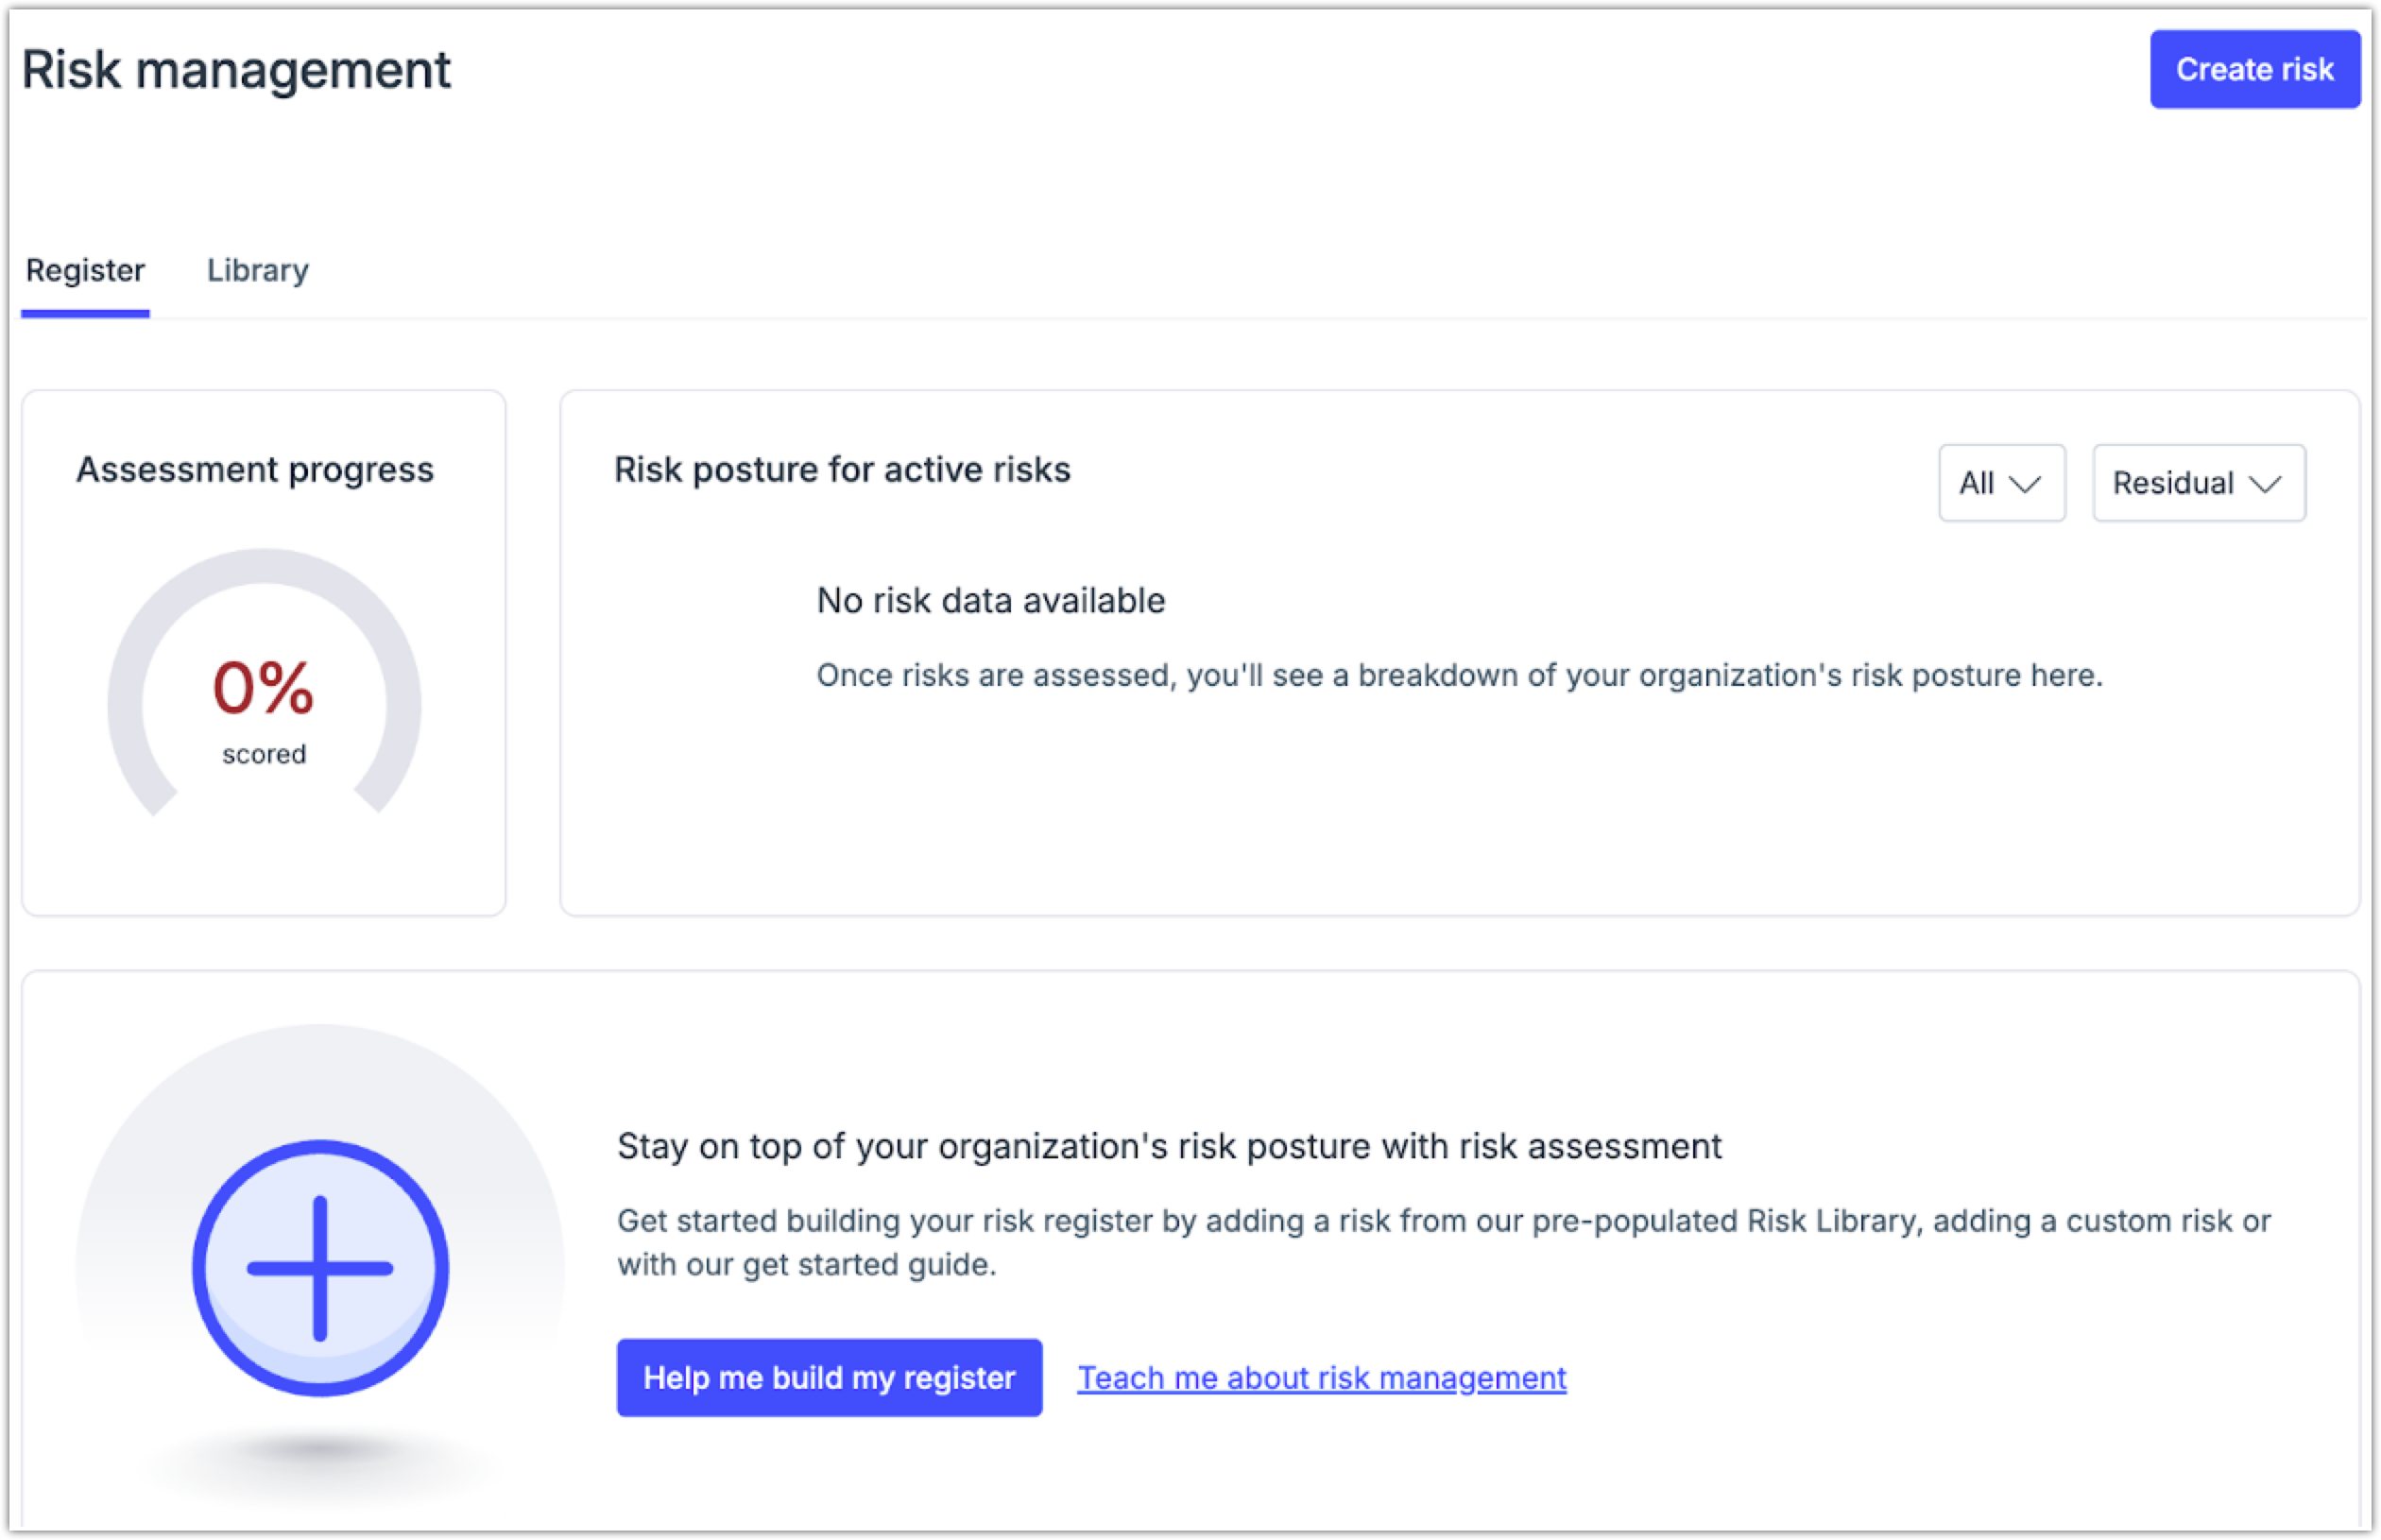 Risk management
Create risk
Register
Library
Assessment progress
0%
scored
Risk posture for active risks
All
Residual
No risk data available
Once risks are assessed, you'll see a breakdown of your organization's risk posture here.
Stay on top of your organization's risk posture with risk assessment
Get started building your risk register by adding a risk from our pre-populated Risk Library, adding a custom risk or
with our get started guide.
Help me build my register
Teach me about risk management